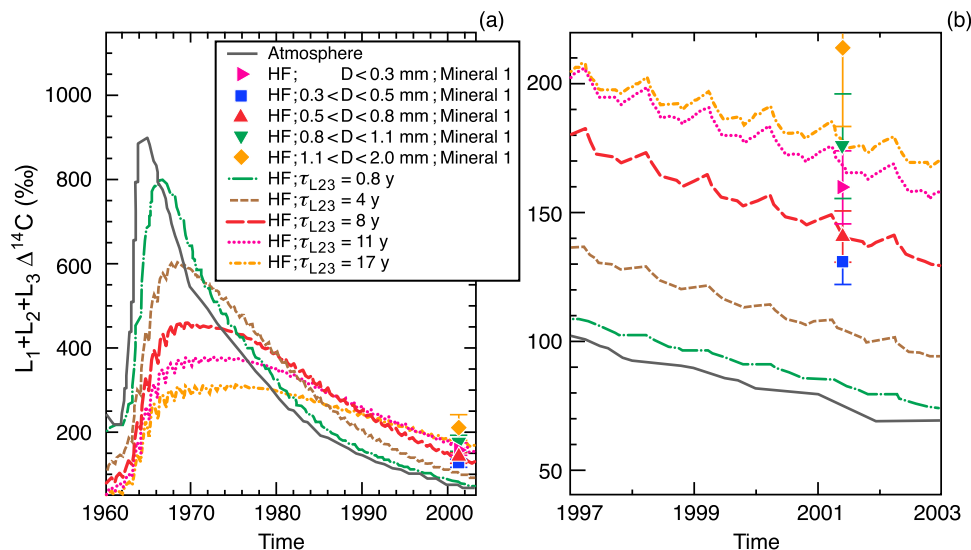 (a)
(b)
L₁+L₂+L₃ Δ¹⁴C (‰)
1000
800
600
400
200
1960 1970 1980 1990 2000
Time
Atmosphere
HF; D<0.3 mm; Mineral 1
HF; 0.3<D<0.5 mm; Mineral 1
HF; 0.5<D<0.8 mm; Mineral 1
HF; 0.8<D<1.1 mm; Mineral 1
HF; 1.1<D<2.0 mm; Mineral 1
HF; τL23 = 0.8 y
HF; τL23 = 4 y
HF; τL23 = 8 y
HF; τL23 = 11 y
HF; τL23 = 17 y
200
150
100
50
1997 1999 2001 2003
Time